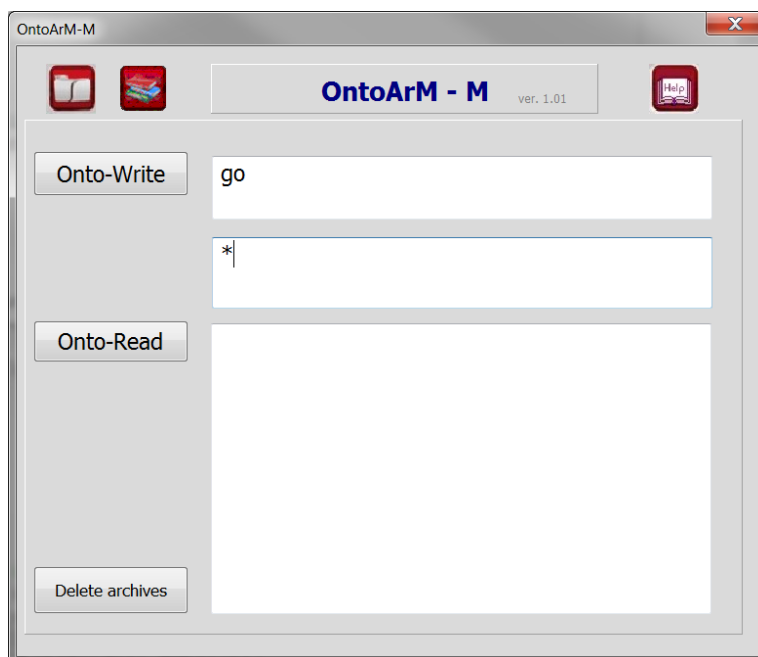 OntoArM-M
OntoArM - M ver. 1.01
Help
Onto-Write
go
*
Onto-Read
Delete archives